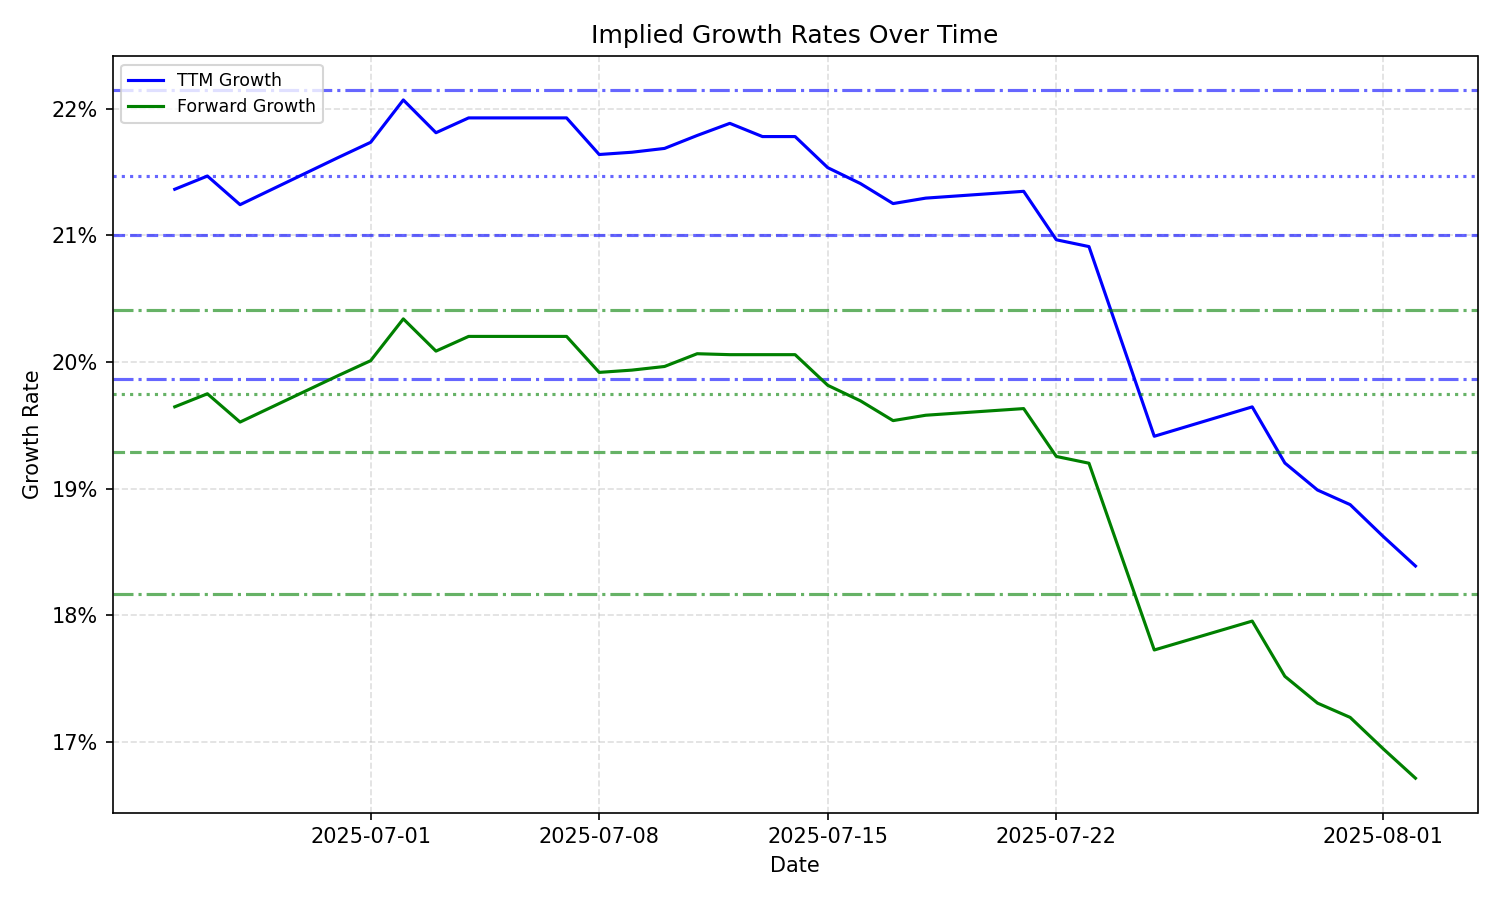 Implied Growth Rates Over Time
TTM Growth
Forward Growth
22%
21%
20%
19%
18%
17%
Growth Rate
2025-07-01
2025-07-08
2025-07-15
2025-07-22
2025-08-01
Date